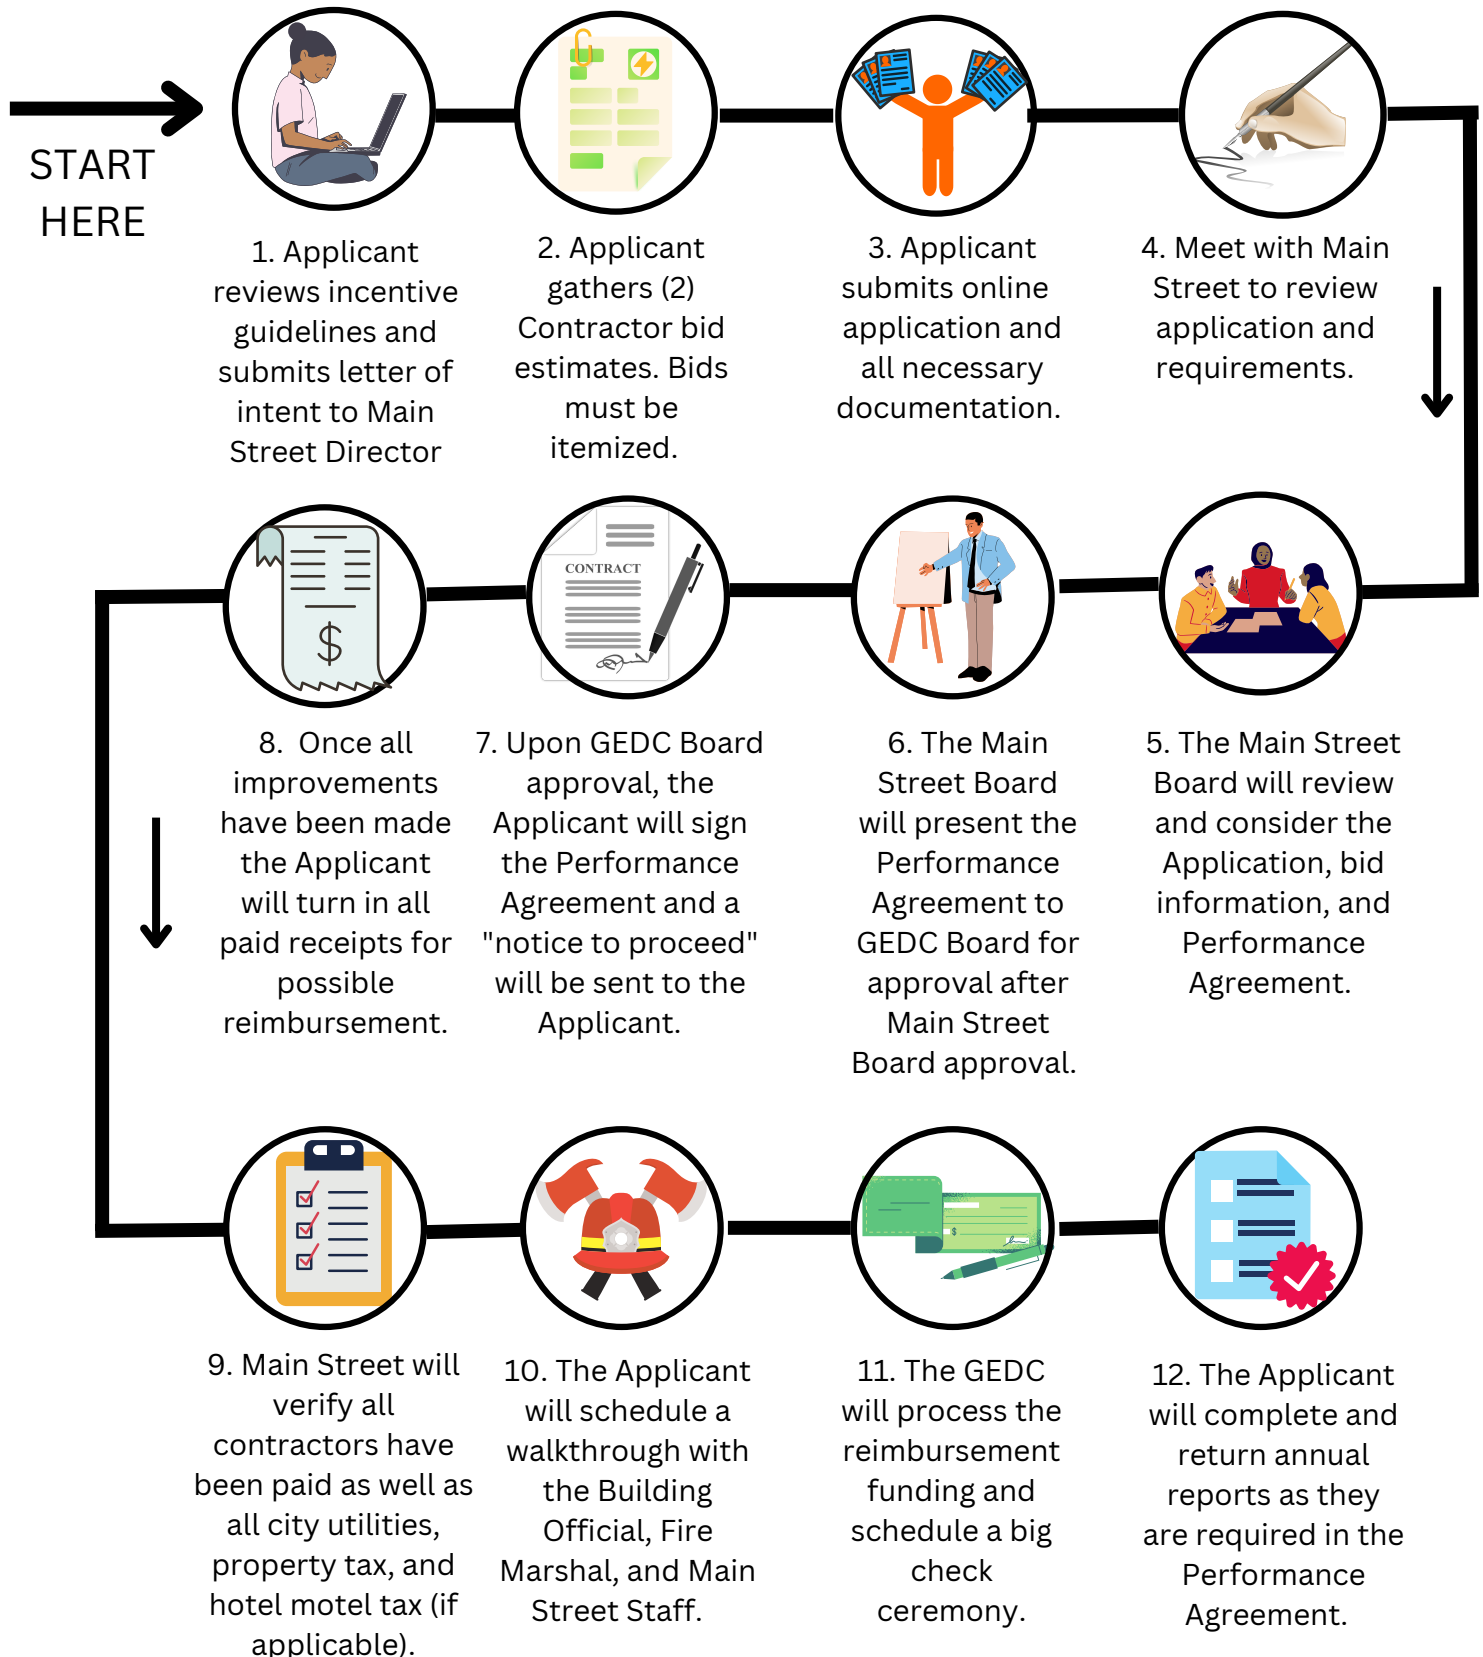 START
HERE
1. Applicant
reviews incentive
guidelines and
submits letter of
intent to Main
Street Director
2. Applicant
gathers (2)
Contractor bid
estimates. Bids
must be
itemized.
3. Applicant
submits online
application and
all necessary
documentation.
4. Meet with Main
Street to review
application and
requirements.
5. The Main Street
Board will review
and consider the
Application, bid
information, and
Performance
Agreement.
6. The Main
Street Board
will present the
Performance
Agreement to
GEDC Board for
approval after
Main Street
Board approval.
CONTRACT
7. Upon GEDC Board
approval, the
Applicant will sign
the Performance
Agreement and a
"notice to proceed"
will be sent to the
Applicant.
$
8. Once all
improvements
have been made
the Applicant
will turn in all
paid receipts for
possible
reimbursement.
9. Main Street will
verify all
contractors have
been paid as well as
all city utilities,
property tax, and
hotel motel tax (if
applicable).
10. The Applicant
will schedule a
walkthrough with
the Building
Official, Fire
Marshal, and Main
Street Staff.
$
11. The GEDC
will process the
reimbursement
funding and
schedule a big
check
ceremony.
12. The Applicant
will complete and
return annual
reports as they
are required in the
Performance
Agreement.